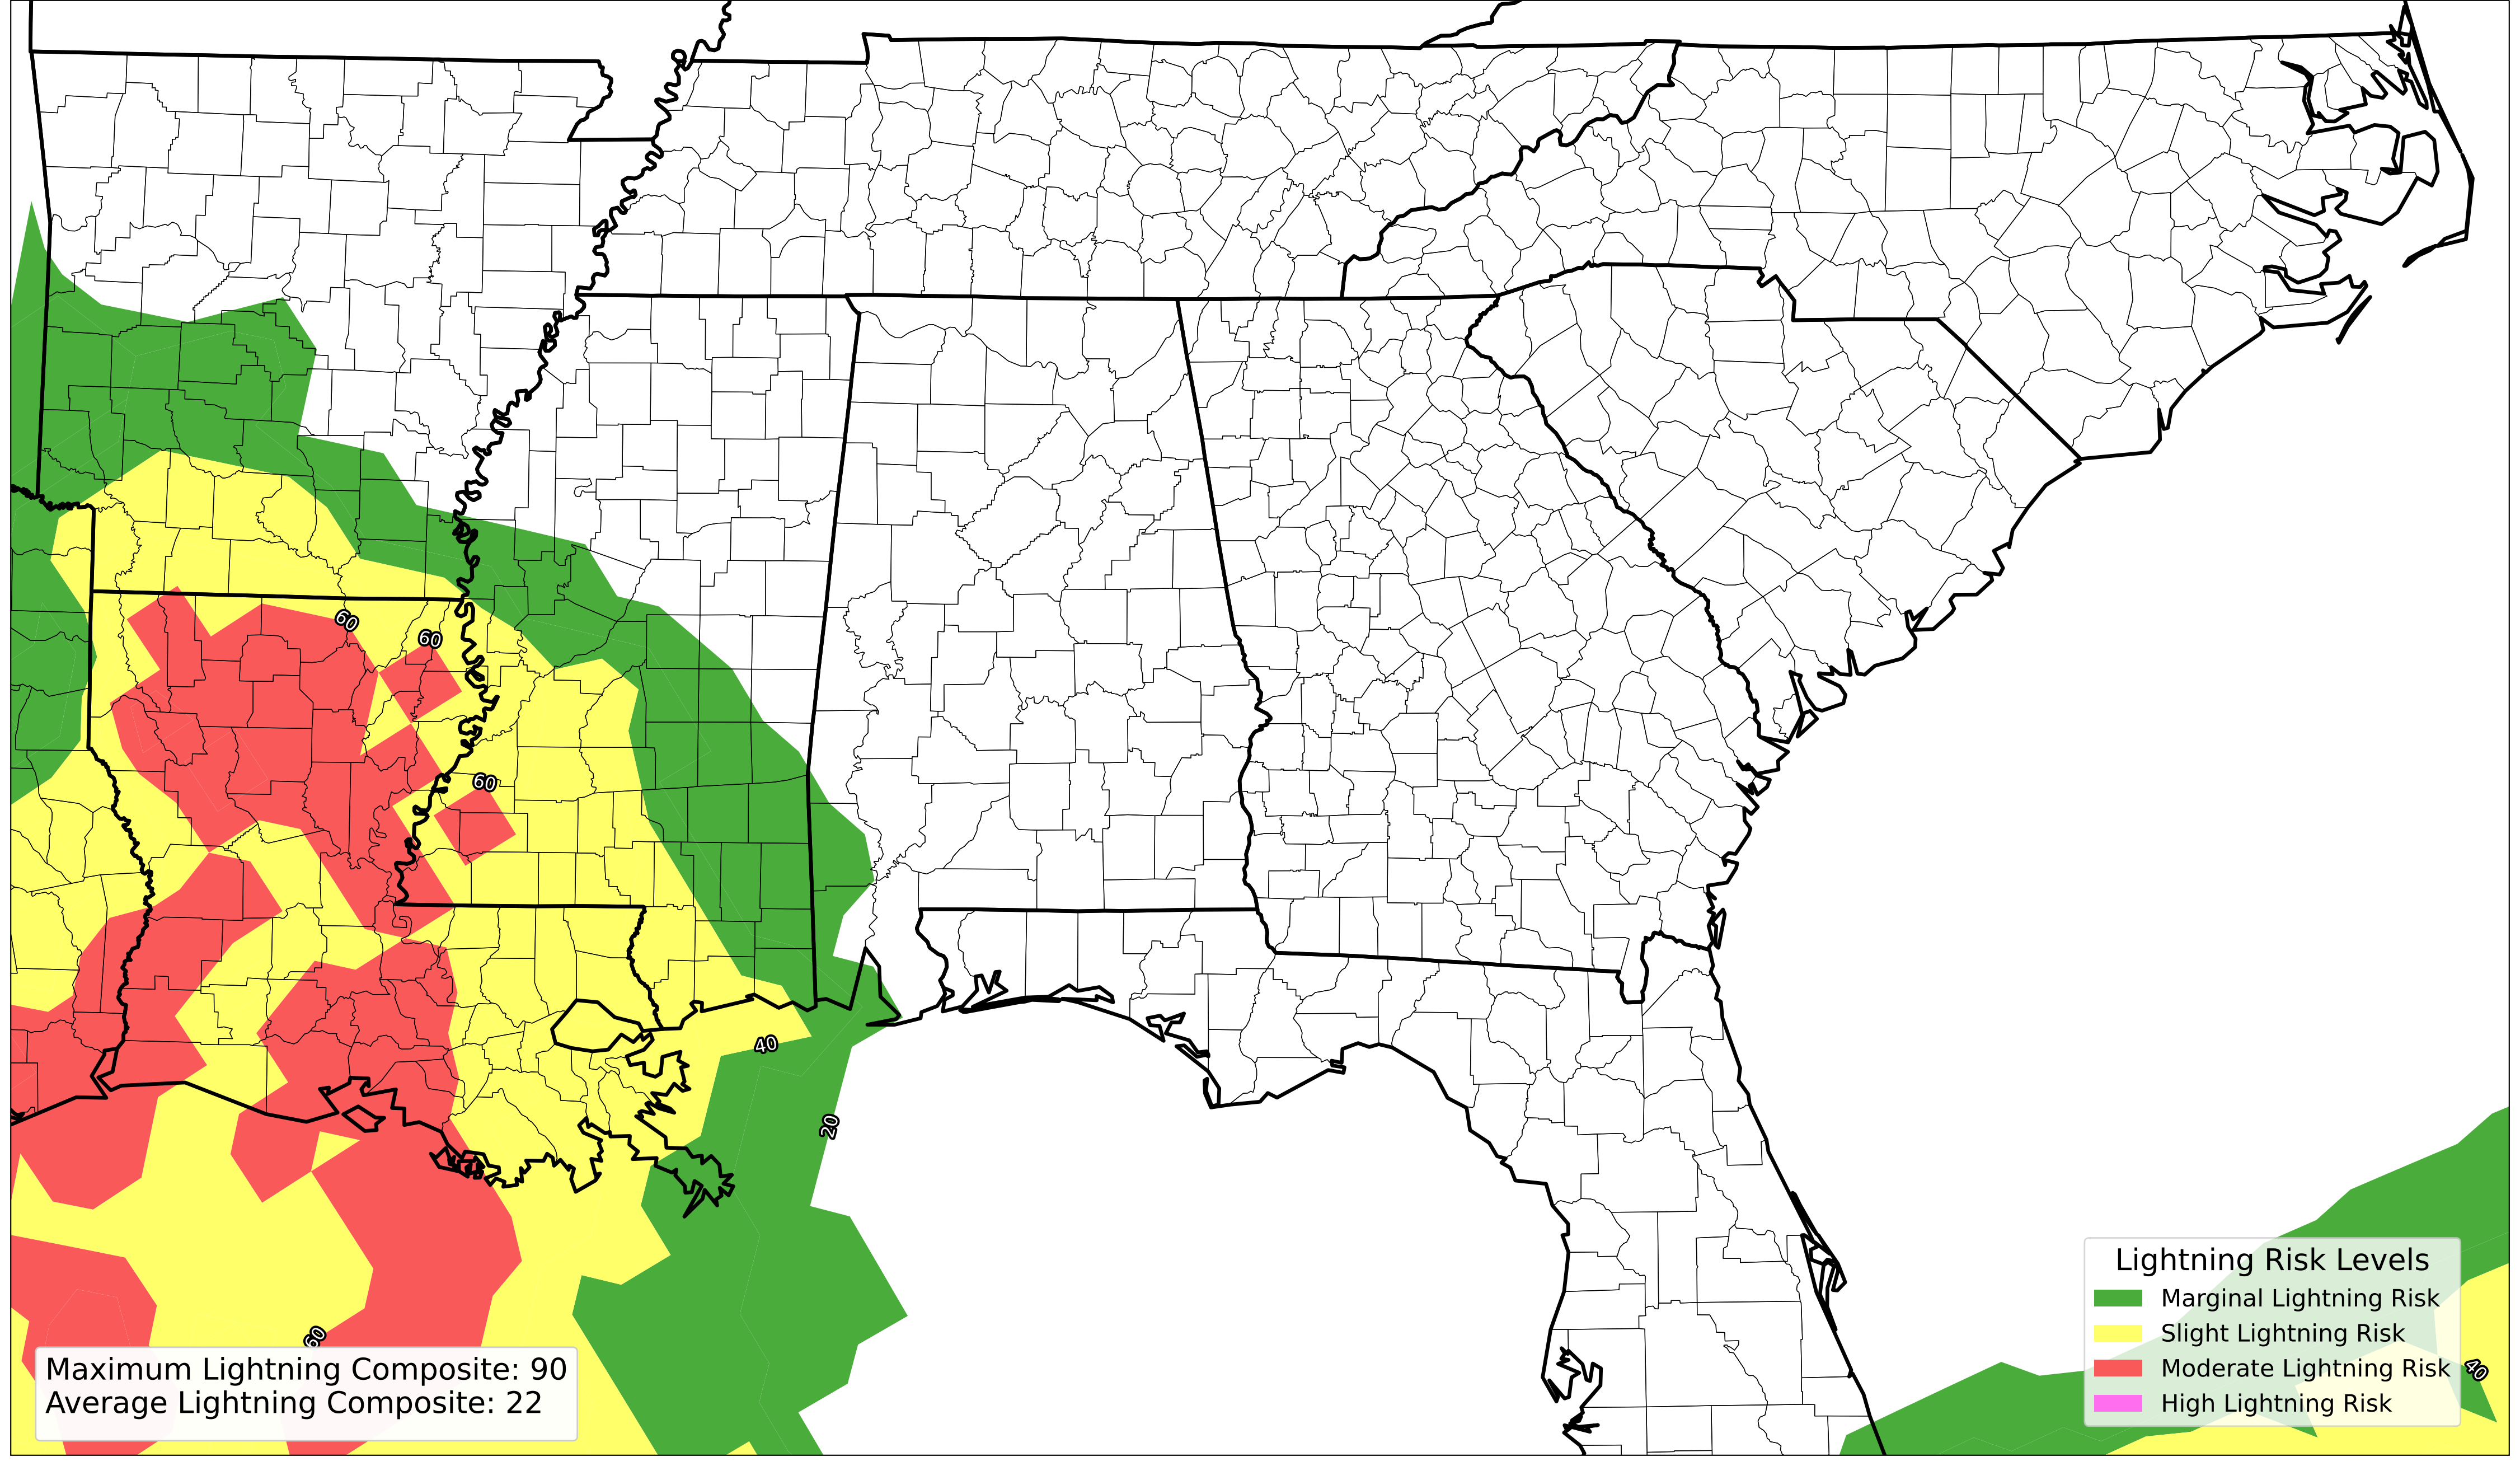 60
60
60
40
20
60
40
Maximum Lightning Composite: 90
Average Lightning Composite: 22
Lightning Risk Levels
Marginal Lightning Risk
Slight Lightning Risk
Moderate Lightning Risk
High Lightning Risk